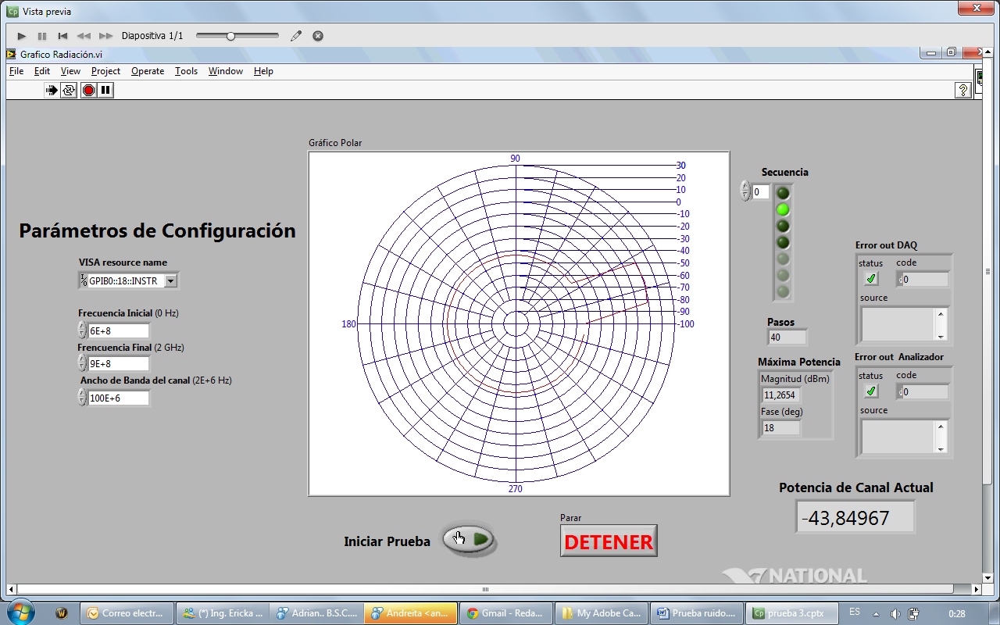 Vista previa
Diapositiva 1/1
Grafico Radiación.vi
File Edit View Project Operate Tools Window Help
Parámetros de Configuración
VISA resource name
GPIB0::18::INSTR
Frecuencia Inicial (0 Hz)
6E+8
Frencuencia Final (2 GHz)
9E+8
Ancho de Banda del canal (2E+6 Hz)
100E+6
Gráfico Polar
90
30
20
10
0
-10
-20
-30
-40
-50
-60
-70
-80
-90
-100
180
270
Secuencia
0
Pasos
40
Máxima Potencia
Magnitud (dBm)
11,2654
Fase (deg)
18
Error out DAQ
status code
0
source
Error out Analizador
status code
0
source
Potencia de Canal Actual
-43,84967
Iniciar Prueba
Parar
DETENER
NATIONAL
Correo electr...
(*) Ing. Ericka ...
Adrian.. B.S.C....
Andreita <an...
Gmail - Reda...
My Adobe Ca...
Prueba ruido....
prueba 3.cptx
ES
0:28